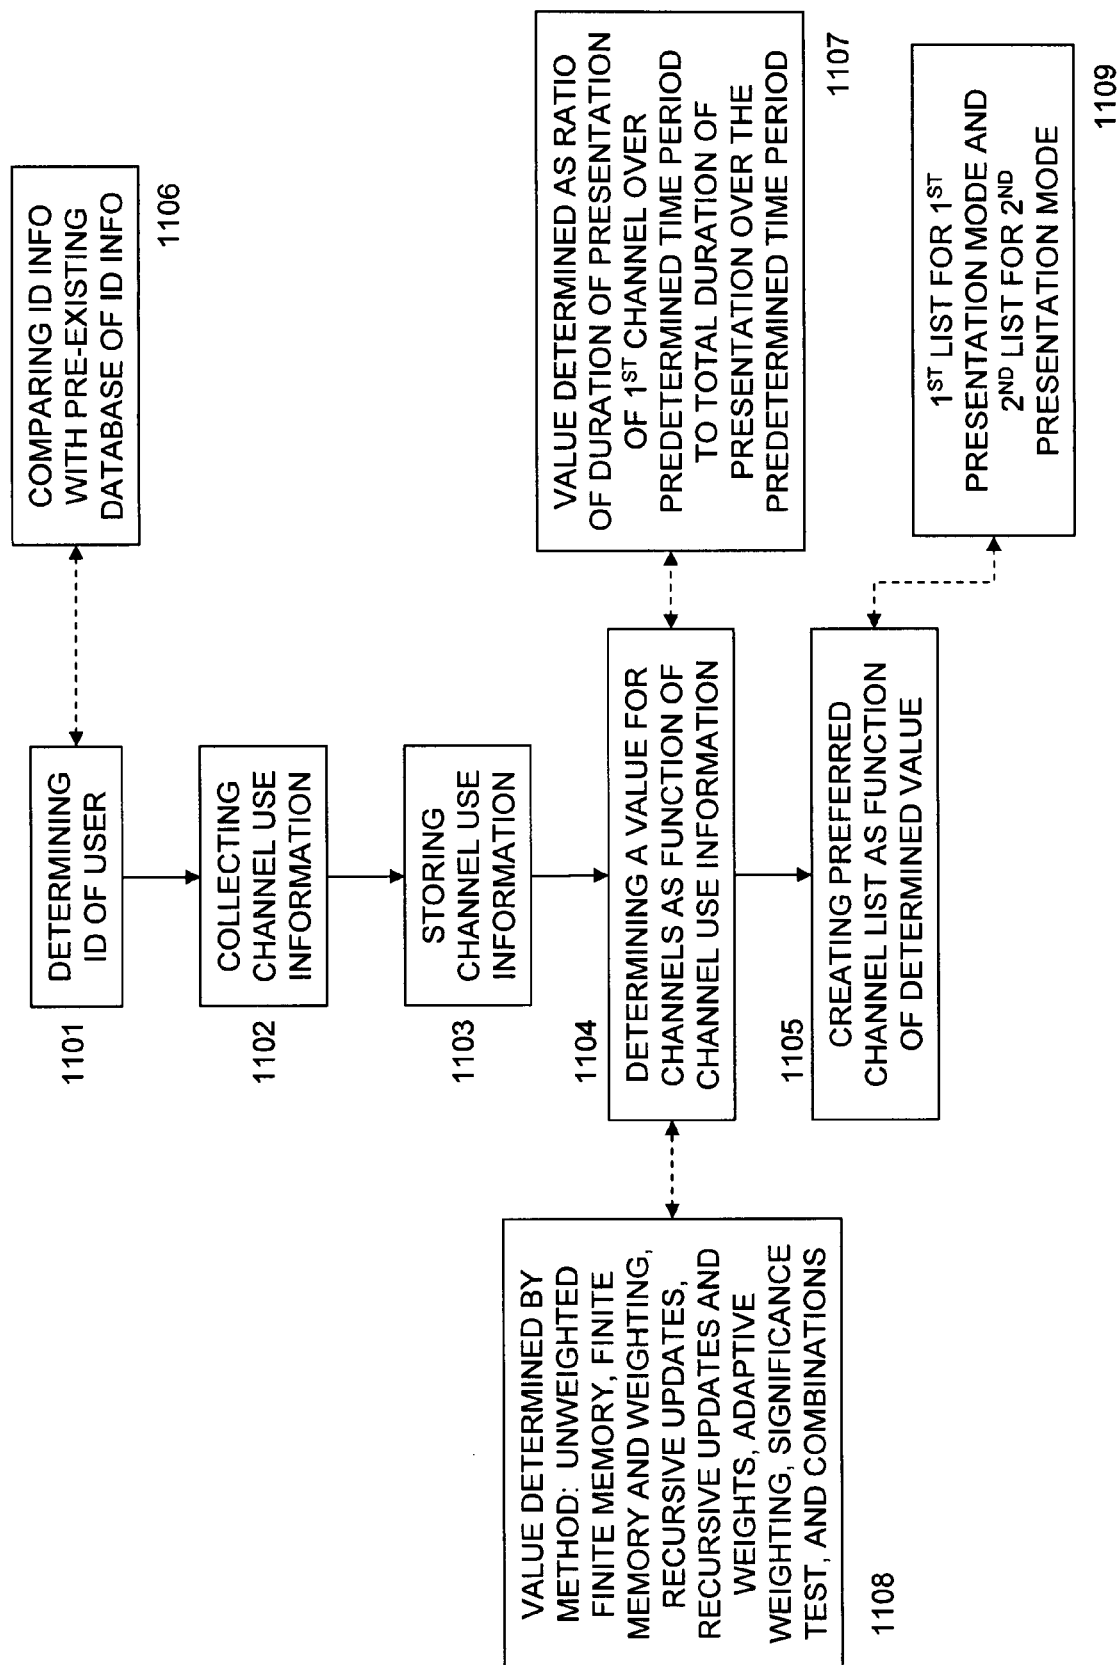 DETERMINING
ID OF USER
1101
COMPARING ID INFO
WITH PRE-EXISTING
DATABASE OF ID INFO
1106
COLLECTING
CHANNEL USE
INFORMATION
1102
STORING
CHANNEL USE
INFORMATION
1103
DETERMINING A VALUE FOR
CHANNELS AS FUNCTION OF
CHANNEL USE INFORMATION
1104
VALUE DETERMINED AS RATIO
OF DURATION OF PRESENTATION
OF 1ST CHANNEL OVER
PREDETERMINED TIME PERIOD
TO TOTAL DURATION OF
PRESENTATION OVER THE
PREDETERMINED TIME PERIOD
1107
VALUE DETERMINED BY
METHOD: UNWEIGHTED
FINITE MEMORY, FINITE
MEMORY AND WEIGHTING,
RECURSIVE UPDATES,
RECURSIVE UPDATES AND
WEIGHTS, ADAPTIVE
WEIGHTING, SIGNIFICANCE
TEST, AND COMBINATIONS
1108
CREATING PREFERRED
CHANNEL LIST AS FUNCTION
OF DETERMINED VALUE
1105
1ST LIST FOR 1ST
PRESENTATION MODE AND
2ND LIST FOR 2ND
PRESENTATION MODE
1109